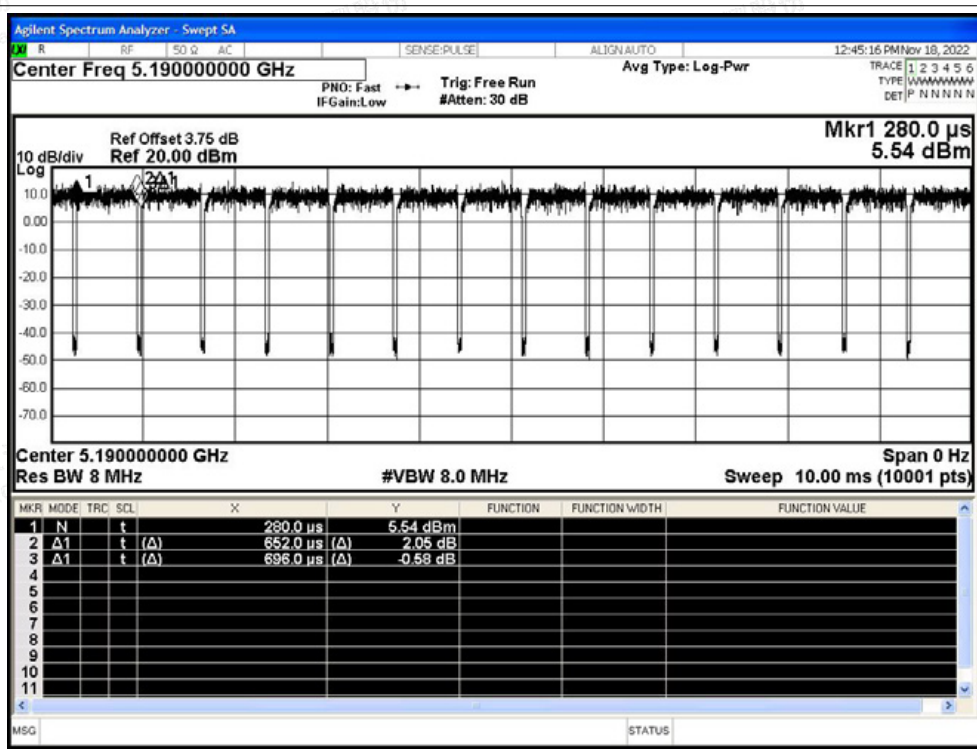 Agilent Spectrum Analyzer - Swept SA
R RF 50 Ω AC SENSE:PULSE ALIGN AUTO 12:45:16 PM Nov 18, 2022
Center Freq 5.190000000 GHz
PNO: Fast
IFGain:Low
Trig: Free Run
#Atten: 30 dB
Avg Type: Log-Pwr
TRACE 1 2 3 4 5 6
TYPE WWWWWW
DET P N N N N N
Mkr1 280.0 µs
5.54 dBm
Ref Offset 3.75 dB
10 dB/div Ref 20.00 dBm
Log
1
2Δ1
10.0
0.00
-10.0
-20.0
-30.0
-40.0
-50.0
-60.0
-70.0
Center 5.190000000 GHz Span 0 Hz
Res BW 8 MHz #VBW 8.0 MHz Sweep 10.00 ms (10001 pts)
MKR MODE TRC SCL X Y FUNCTION FUNCTION WIDTH FUNCTION VALUE
1 N t 280.0 µs 5.54 dBm
2 Δ1 t (Δ) 652.0 µs (Δ) 2.05 dB
3 Δ1 t (Δ) 696.0 µs (Δ) -0.58 dB
4
5
6
7
8
9
10
11
MSG STATUS